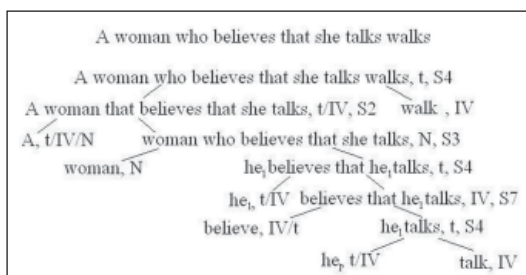 A woman who believes that she talks walks
A woman who believes that she talks walks, t, S4
A woman that believes that she talks, t/IV, S2 walk , IV
A, t/IV/N woman who believes that she talks, N, S3
woman, N he₁ believes that he₁ talks, t, S4
he₁, t/IV believes that he₁ talks, IV, S7
believe, IV/t he₁ talks, t, S4
he₁, t/IV talk, IV